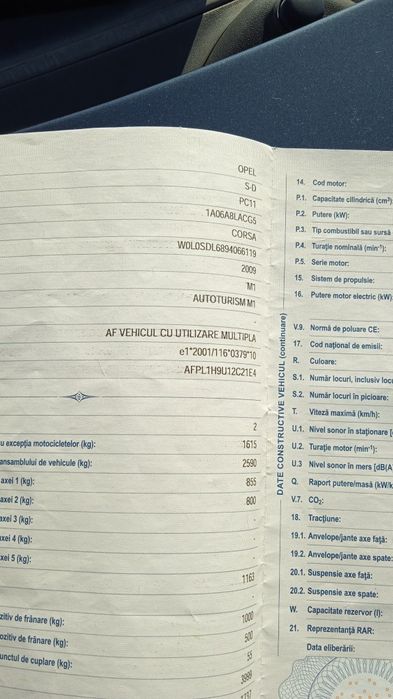 OPEL
S-D
PC11
1A06A8LACG5
CORSA
W0L0SDL6894066119
2009
M1
AUTOTURISM M1
-
AF VEHICUL CU UTILIZARE MULTIPLA
e1*2001/116*0379*10
AFPL1H9U12C21E4
2
u excepția motocicletelor (kg): 1615
ansamblului de vehicule (kg): 2590
axei 1 (kg): 855
axei 2 (kg): 800
axei 3 (kg): -
axei 4 (kg): -
axei 5 (kg): -
1163
-
zitiv de frânare (kg): 1000
ozitiv de frânare (kg): 500
unctul de cuplare (kg): 55
3999
DATE CONSTRUCTIVE VEHICUL (continuare)
14. Cod motor:
P.1. Capacitate cilindrică (cm³)
P.2. Putere (kW):
P.3. Tip combustibil sau sursă
P.4. Turație nominală (min⁻¹):
P.5. Serie motor:
15. Sistem de propulsie:
16. Putere motor electric (kW)
V.9. Normă de poluare CE:
17. Cod național de emisii:
R. Culoare:
S.1. Număr locuri, inclusiv locu
S.2. Număr locuri în picioare:
T. Viteză maximă (km/h):
U.1. Nivel sonor în staționare [
U.2. Turație motor (min⁻¹):
U.3 Nivel sonor în mers [dB(A
Q. Raport putere/masă (kW/k
V.7. CO₂:
18. Tracțiune:
19.1. Anvelope/jante axe față:
19.2. Anvelope/jante axe spate:
20.1. Suspensie axe față:
20.2. Suspensie axe spate:
W. Capacitate rezervor (l):
21. Reprezentanță RAR:
Data eliberării: